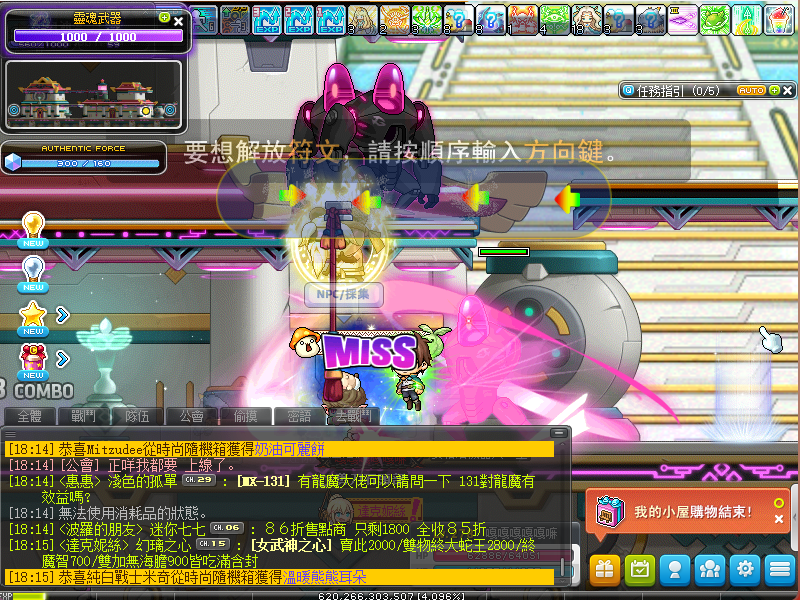 靈魂武器
1000 / 1000
EXP
EXP
EXP
任務指引 (0/5)
AUTO
AUTHENTIC FORCE
300 / 160
要想解放符文，請按順序輸入方向鍵。
NEW
NEW
NEW
NEW
NPC/採集
MISS
COMBO
全體 戰鬥 隊伍 公會 偷摸 密語 去戰鬥
[18:14] 恭喜Mitzudee從時尚隨機箱獲得奶油可麗餅
[18:14] [公會] 正咩我都要 上線了。
[18:14] <惠惠> 淺色的孤單 CH.29 : [MX-131] 有龍魔大佬可以請問一下 131對龍魔有
效益嗎?
[18:14] 無法使用消耗品的狀態。
[18:14] <波羅的朋友> 迷你七七 CH.06 : ８６折售點商 只剩1800 全收８５折
[18:15] <達克妮絲> 幻璃之心 CH.15 : [女武神之心] 賣此2000/雙物終大蛇王2800/終
魔智700/雙加無海膽900皆吃滿含封
[18:15] 恭喜純白戰士米奇從時尚隨機箱獲得溫暖熊熊耳朵
我的小屋購物結束!
EXP
620,266,303,507 [4.096%]